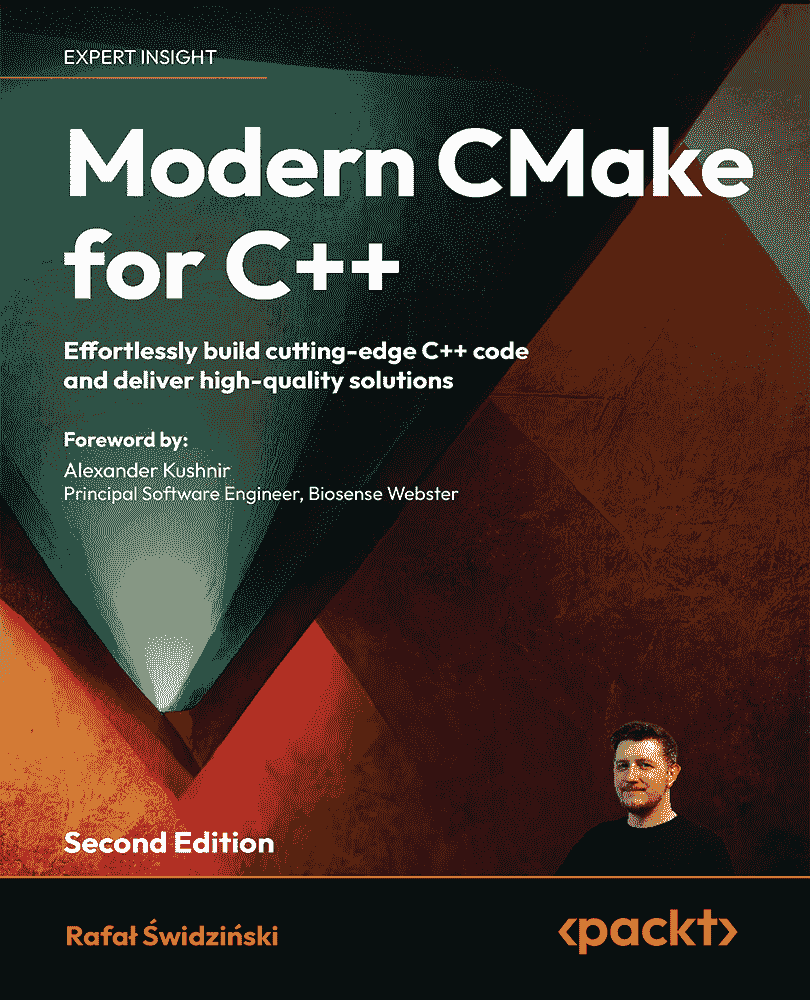 EXPERT INSIGHT
Modern CMake
for C++
Effortlessly build cutting-edge C++ code
and deliver high-quality solutions
Foreword by:
Alexander Kushnir
Principal Software Engineer, Biosense Webster
Second Edition
Rafał Świdziński
<packt>